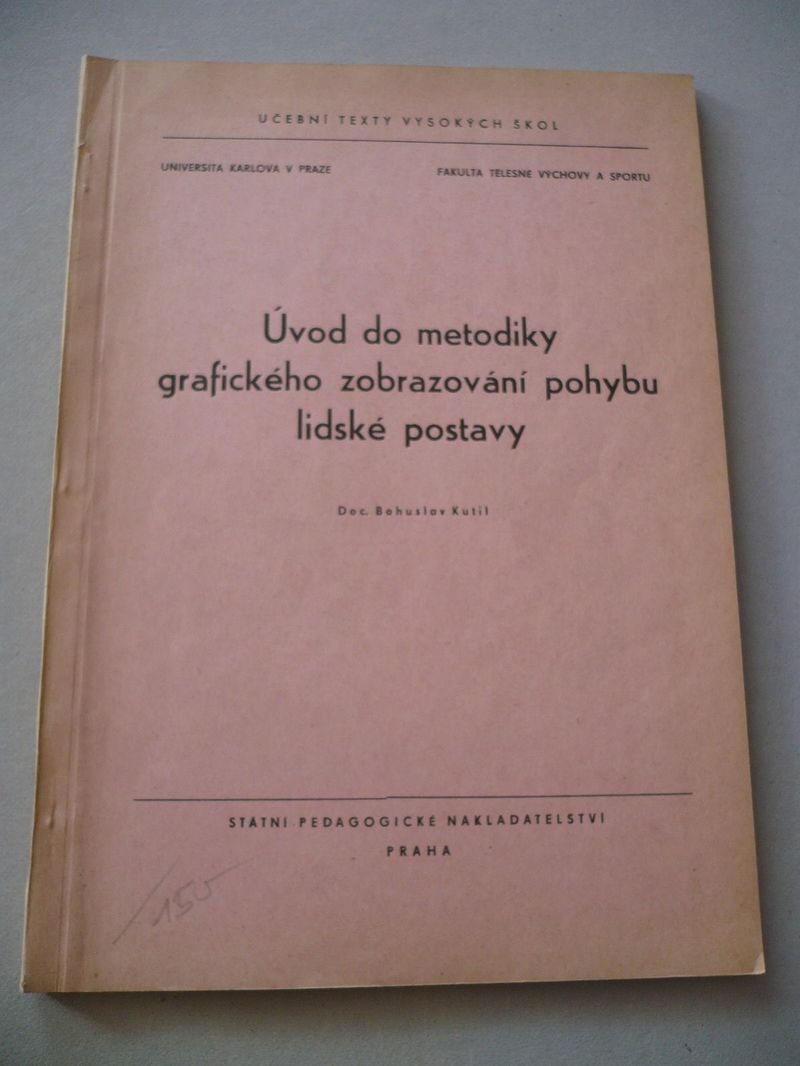 UČEBNÍ TEXTY VYSOKÝCH ŠKOL
UNIVERSITA KARLOVA V PRAZE
FAKULTA TĚLESNÉ VÝCHOVY A SPORTU
Úvod do metodiky
grafického zobrazování pohybu
lidské postavy
Doc. Bohuslav Kutil
STÁTNÍ PEDAGOGICKÉ NAKLADATELSTVÍ
PRAHA